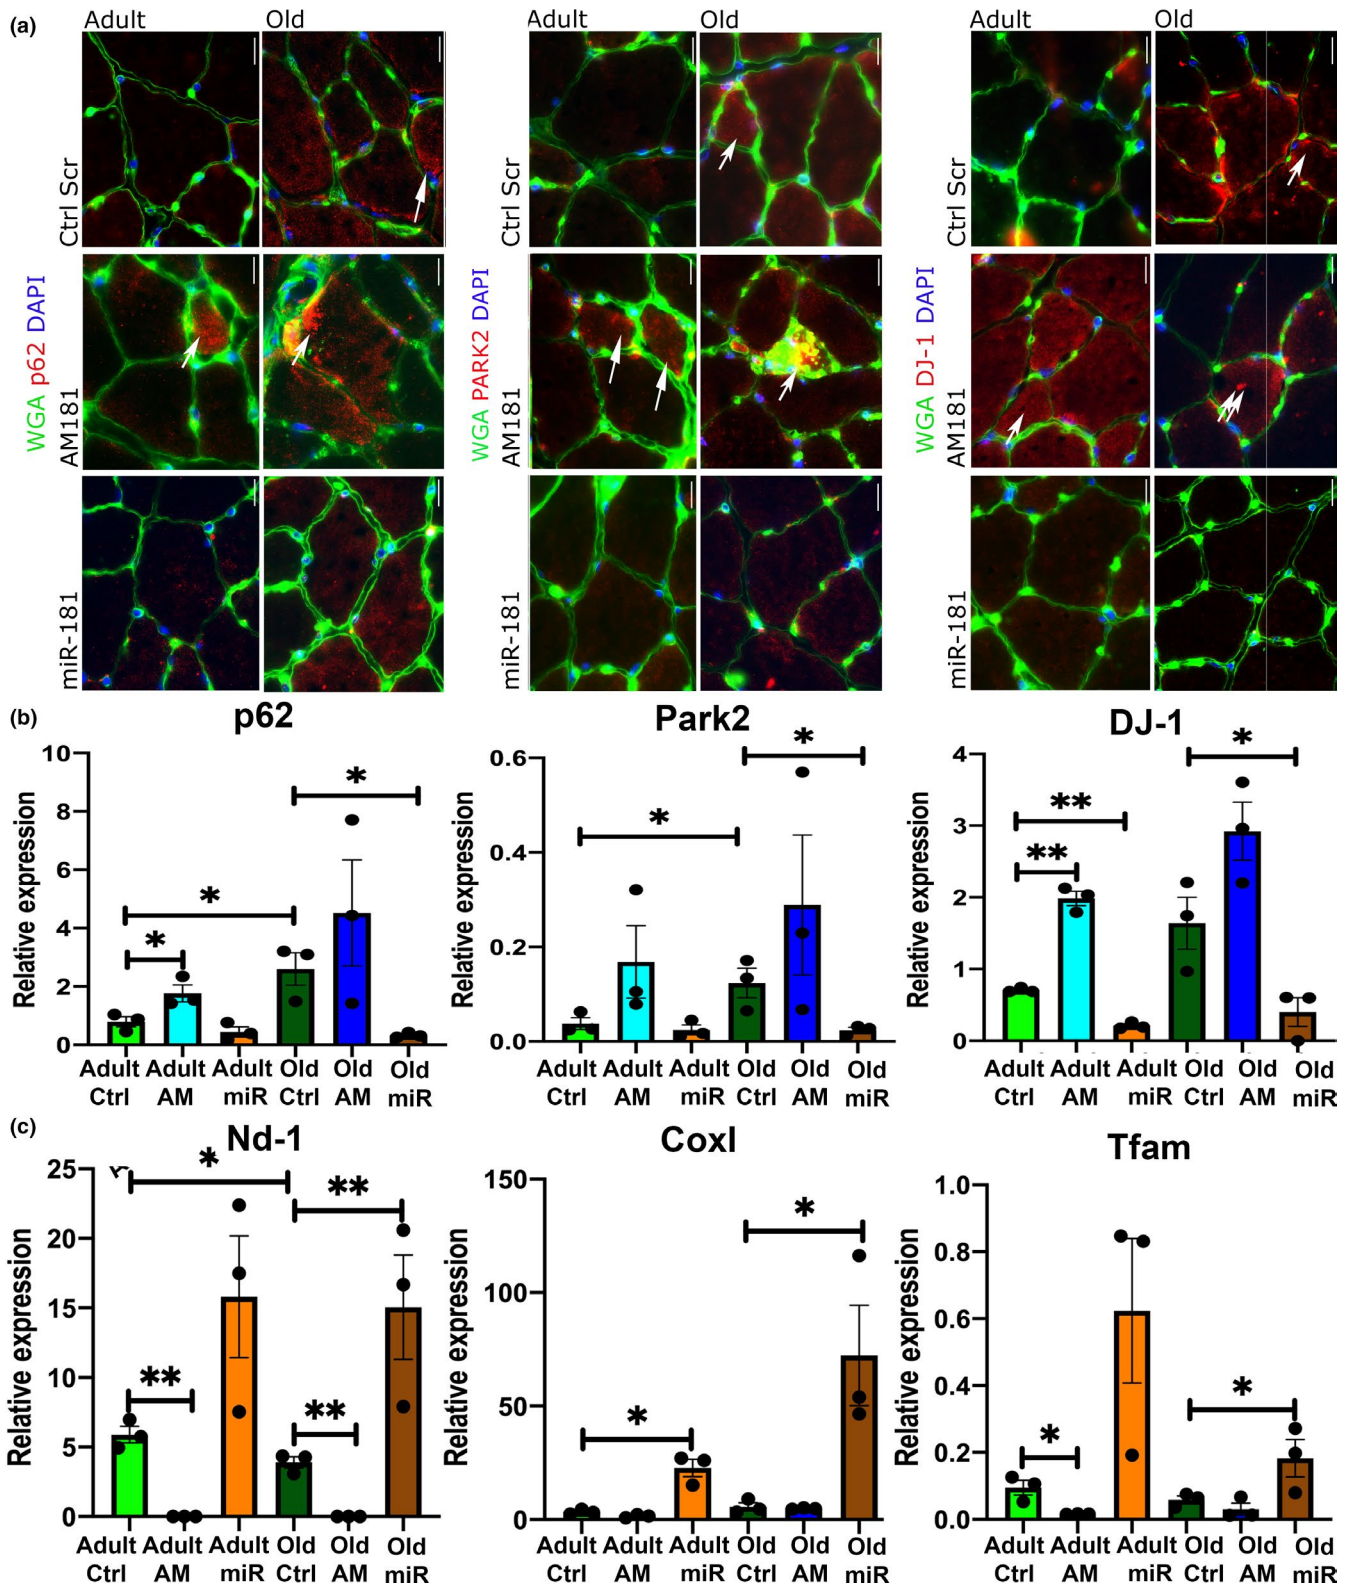 (a)
Adult Old
Adult Old
Adult Old
Ctrl Scr
Ctrl Scr
Ctrl Scr
WGA p62 DAPI
AM181
WGA PARK2 DAPI
AM181
WGA DJ-1 DAPI
AM181
miR-181
miR-181
miR-181
(b)
p62
Relative expression
10
8
6
4
2
0
*
*
*
Adult Adult Adult Old Old Old
Ctrl AM miR Ctrl AM miR
Park2
Relative expression
0.6
0.4
0.2
0.0
*
*
Adult Adult Adult Old Old Old
Ctrl AM miR Ctrl AM miR
DJ-1
Relative expression
4
3
2
1
0
*
**
**
Adult Adult Adult Old Old Old
Ctrl AM miR Ctrl AM miR
(c)
Nd-1
Relative expression
25
20
15
10
5
0
*
**
**
**
Adult Adult Adult Old Old Old
Ctrl AM miR Ctrl AM miR
CoxI
Relative expression
150
100
50
0
*
*
Adult Adult Adult Old Old Old
Ctrl AM miR Ctrl AM miR
Tfam
Relative expression
1.0
0.8
0.6
0.4
0.2
0.0
*
*
Adult Adult Adult Old Old Old
Ctrl AM miR Ctrl AM miR